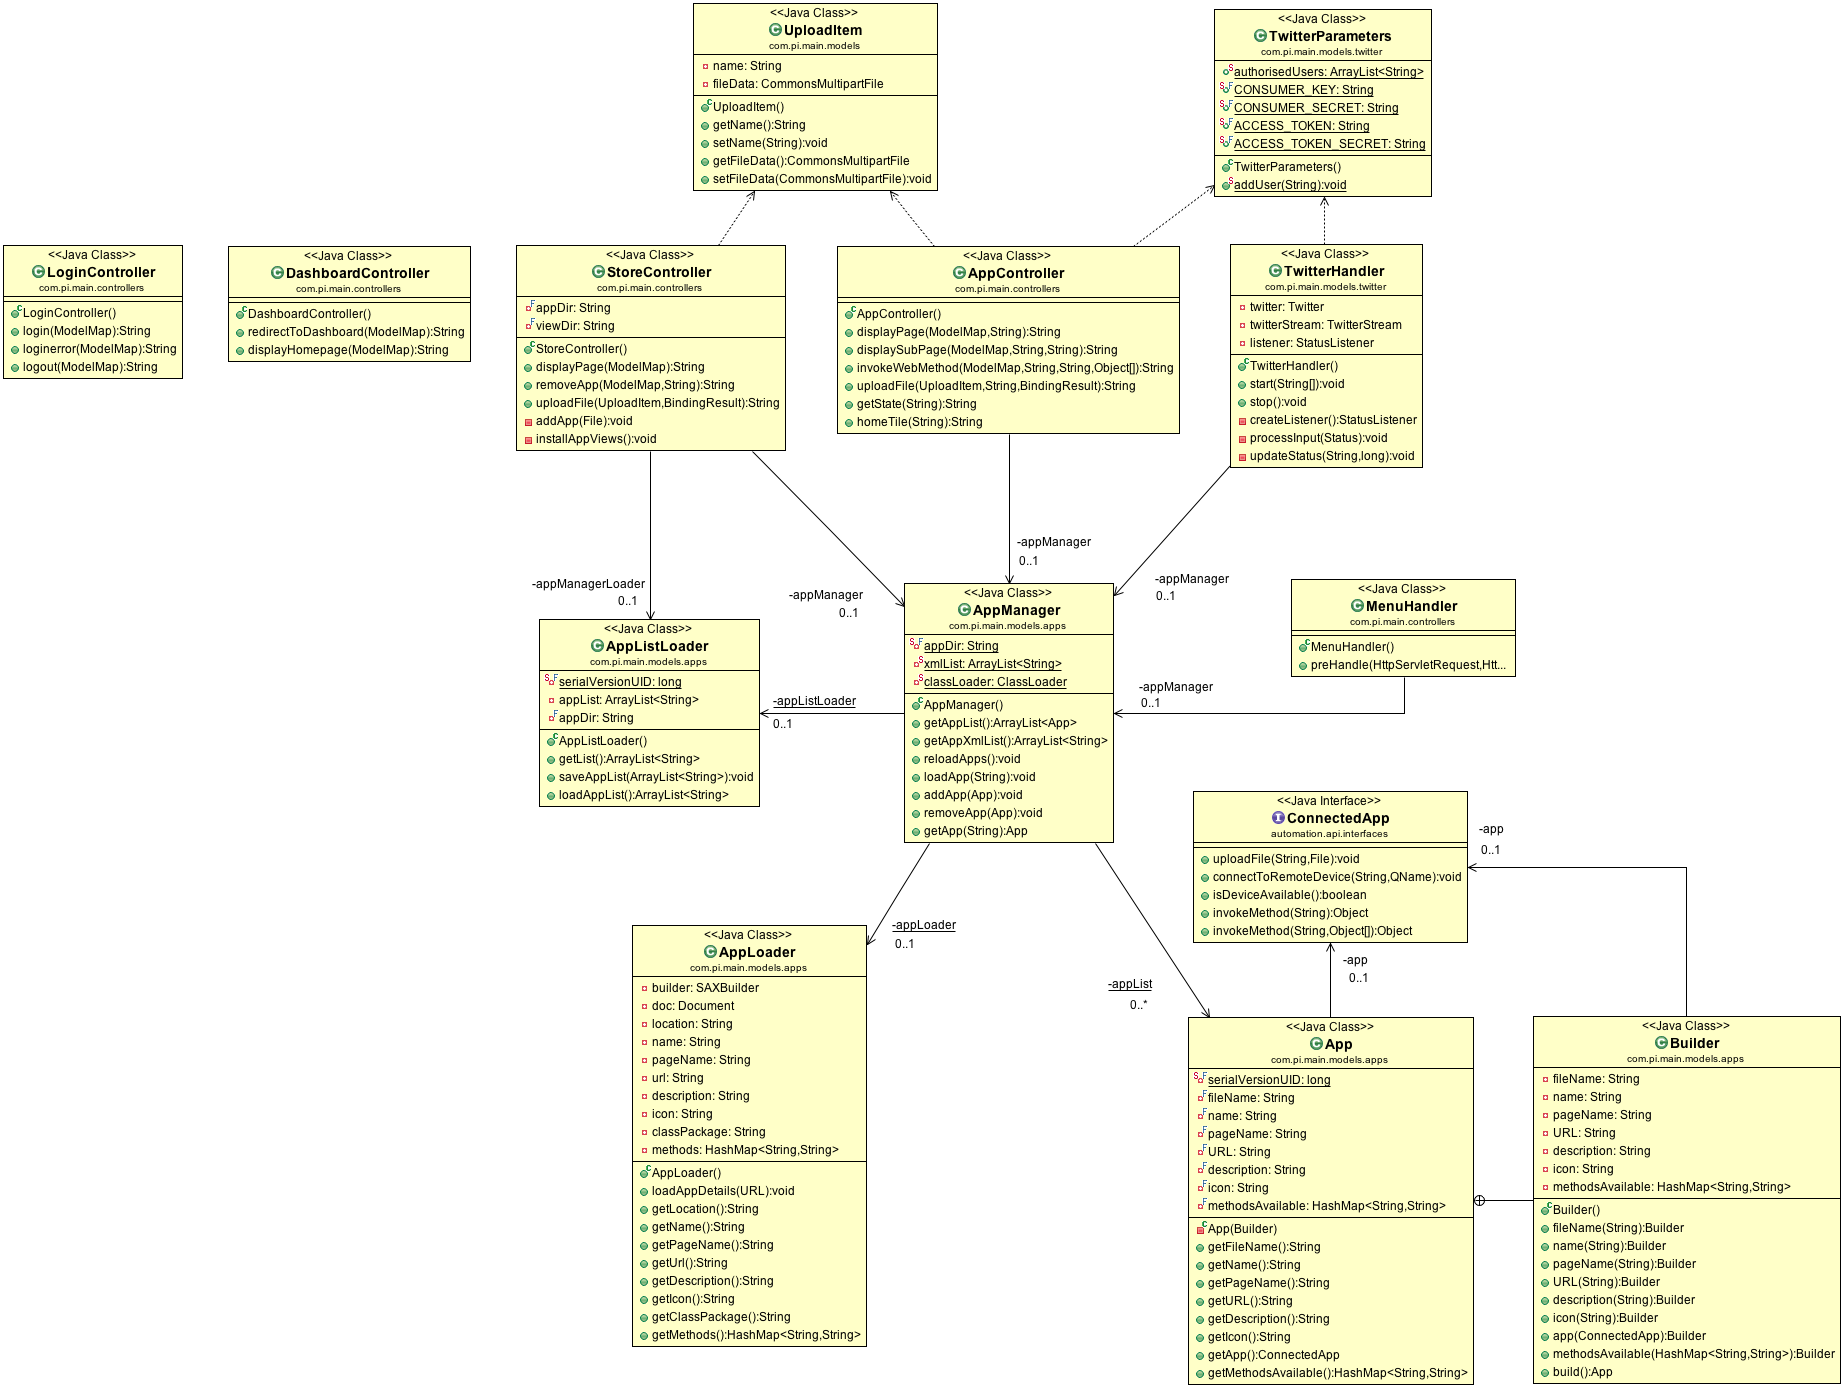 <<Java Class>>
UploadItem
com.pi.main.models
name: String
fileData: CommonsMultipartFile
UploadItem()
getName():String
setName(String):void
getFileData():CommonsMultipartFile
setFileData(CommonsMultipartFile):void
<<Java Class>>
TwitterParameters
com.pi.main.models.twitter
authorisedUsers: ArrayList<String>
CONSUMER_KEY: String
CONSUMER_SECRET: String
ACCESS_TOKEN: String
ACCESS_TOKEN_SECRET: String
TwitterParameters()
addUser(String):void
<<Java Class>>
LoginController
com.pi.main.controllers
LoginController()
login(ModelMap):String
loginerror(ModelMap):String
logout(ModelMap):String
<<Java Class>>
DashboardController
com.pi.main.controllers
DashboardController()
redirectToDashboard(ModelMap):String
displayHomepage(ModelMap):String
<<Java Class>>
StoreController
com.pi.main.controllers
appDir: String
viewDir: String
StoreController()
displayPage(ModelMap):String
removeApp(ModelMap,String):String
uploadFile(UploadItem,BindingResult):String
addApp(File):void
installAppViews():void
<<Java Class>>
AppController
com.pi.main.controllers
AppController()
displayPage(ModelMap,String):String
displaySubPage(ModelMap,String,String):String
invokeWebMethod(ModelMap,String,String,Object[]):String
uploadFile(UploadItem,String,BindingResult):String
getState(String):String
homeTile(String):String
<<Java Class>>
TwitterHandler
com.pi.main.models.twitter
twitter: Twitter
twitterStream: TwitterStream
listener: StatusListener
TwitterHandler()
start(String[]):void
stop():void
createListener():StatusListener
processInput(Status):void
updateStatus(String,long):void
-appManagerLoader
0..1
-appManager
0..1
-appManager
0..1
-appManager
0..1
<<Java Class>>
AppListLoader
com.pi.main.models.apps
serialVersionUID: long
appList: ArrayList<String>
appDir: String
AppListLoader()
getList():ArrayList<String>
saveAppList(ArrayList<String>):void
loadAppList():ArrayList<String>
-appListLoader
0..1
<<Java Class>>
AppManager
com.pi.main.models.apps
appDir: String
xmlList: ArrayList<String>
classLoader: ClassLoader
AppManager()
getAppList():ArrayList<App>
getAppXmlList():ArrayList<String>
reloadApps():void
loadApp(String):void
addApp(App):void
removeApp(App):void
getApp(String):App
-appManager
0..1
<<Java Class>>
MenuHandler
com.pi.main.controllers
MenuHandler()
preHandle(HttpServletRequest,Htt...
<<Java Interface>>
ConnectedApp
automation.api.interfaces
uploadFile(String,File):void
connectToRemoteDevice(String,QName):void
isDeviceAvailable():boolean
invokeMethod(String):Object
invokeMethod(String,Object[]):Object
-app
0..1
-app
0..1
-appLoader
0..1
-appList
0..*
<<Java Class>>
AppLoader
com.pi.main.models.apps
builder: SAXBuilder
doc: Document
location: String
name: String
pageName: String
url: String
description: String
icon: String
classPackage: String
methods: HashMap<String,String>
AppLoader()
loadAppDetails(URL):void
getLocation():String
getName():String
getPageName():String
getUrl():String
getDescription():String
getIcon():String
getClassPackage():String
getMethods():HashMap<String,String>
<<Java Class>>
App
com.pi.main.models.apps
serialVersionUID: long
fileName: String
name: String
pageName: String
URL: String
description: String
icon: String
methodsAvailable: HashMap<String,String>
App(Builder)
getFileName():String
getName():String
getPageName():String
getURL():String
getDescription():String
getIcon():String
getApp():ConnectedApp
getMethodsAvailable():HashMap<String,String>
<<Java Class>>
Builder
com.pi.main.models.apps
fileName: String
name: String
pageName: String
URL: String
description: String
icon: String
methodsAvailable: HashMap<String,String>
Builder()
fileName(String):Builder
name(String):Builder
pageName(String):Builder
URL(String):Builder
description(String):Builder
icon(String):Builder
app(ConnectedApp):Builder
methodsAvailable(HashMap<String,String>):Builder
build():App